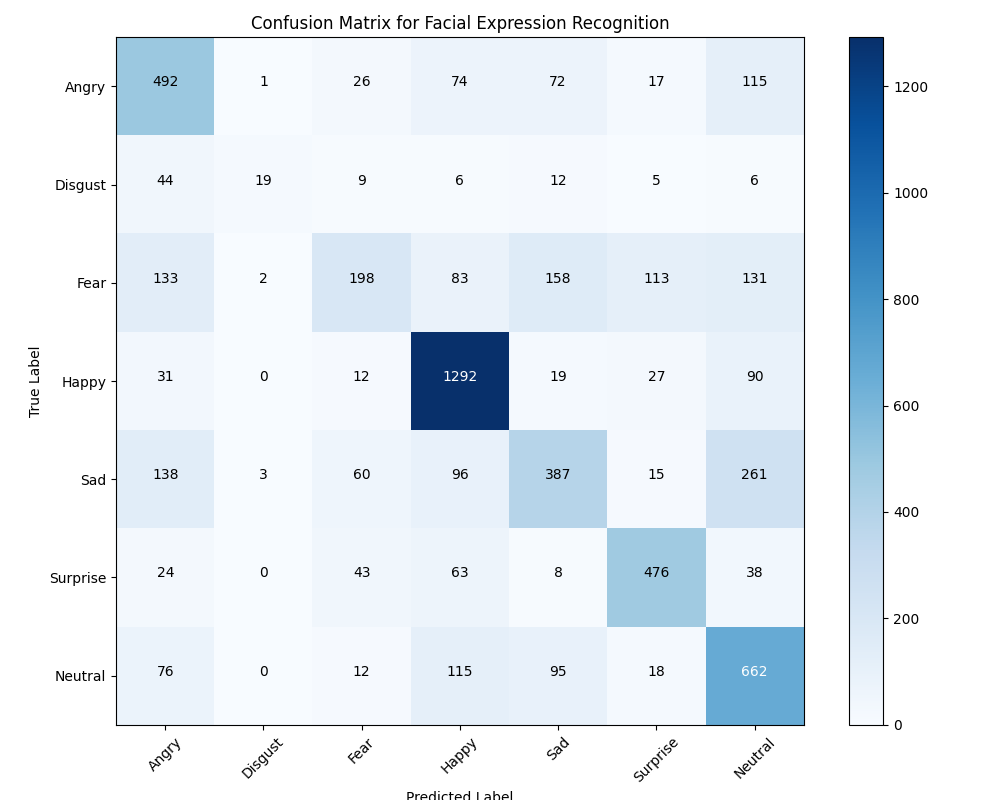 Confusion Matrix for Facial Expression Recognition
True Label
Angry 492 1 26 74 72 17 115
Disgust 44 19 9 6 12 5 6
Fear 133 2 198 83 158 113 131
Happy 31 0 12 1292 19 27 90
Sad 138 3 60 96 387 15 261
Surprise 24 0 43 63 8 476 38
Neutral 76 0 12 115 95 18 662
Angry Disgust Fear Happy Sad Surprise Neutral
Predicted Label
1200
1000
800
600
400
200
0